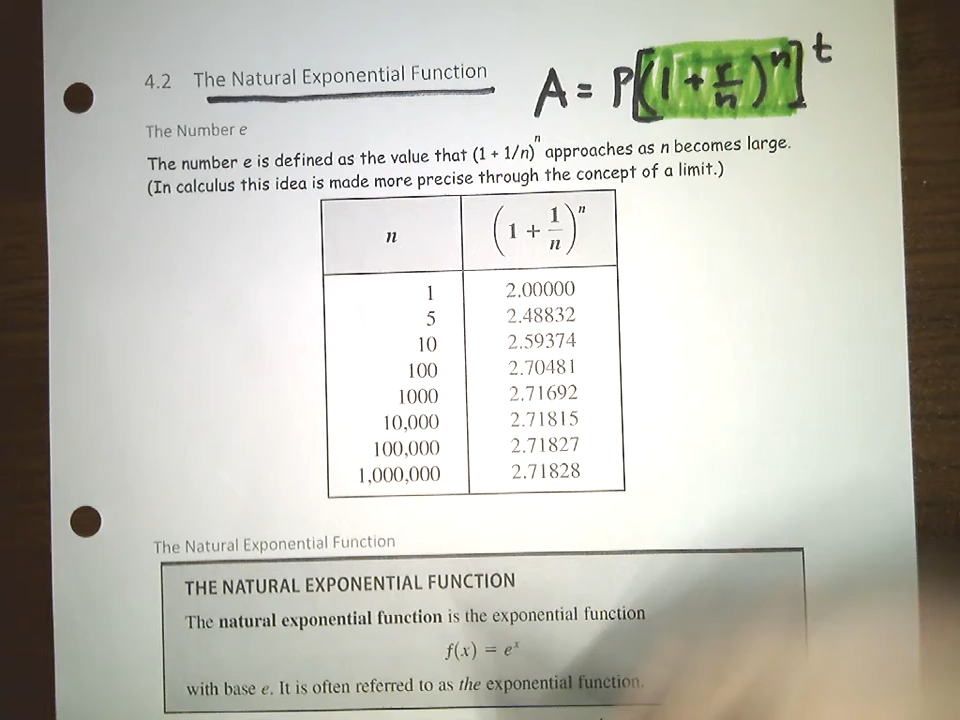 4.2 The Natural Exponential Function
A = P[(1 + r/n)^n]^t
The Number e
The number e is defined as the value that (1 + 1/n)^n approaches as n becomes large.
(In calculus this idea is made more precise through the concept of a limit.)
n (1 + 1/n)^n
1 2.00000
5 2.48832
10 2.59374
100 2.70481
1000 2.71692
10,000 2.71815
100,000 2.71827
1,000,000 2.71828
The Natural Exponential Function
THE NATURAL EXPONENTIAL FUNCTION
The natural exponential function is the exponential function
f(x) = e^x
with base e. It is often referred to as the exponential function.